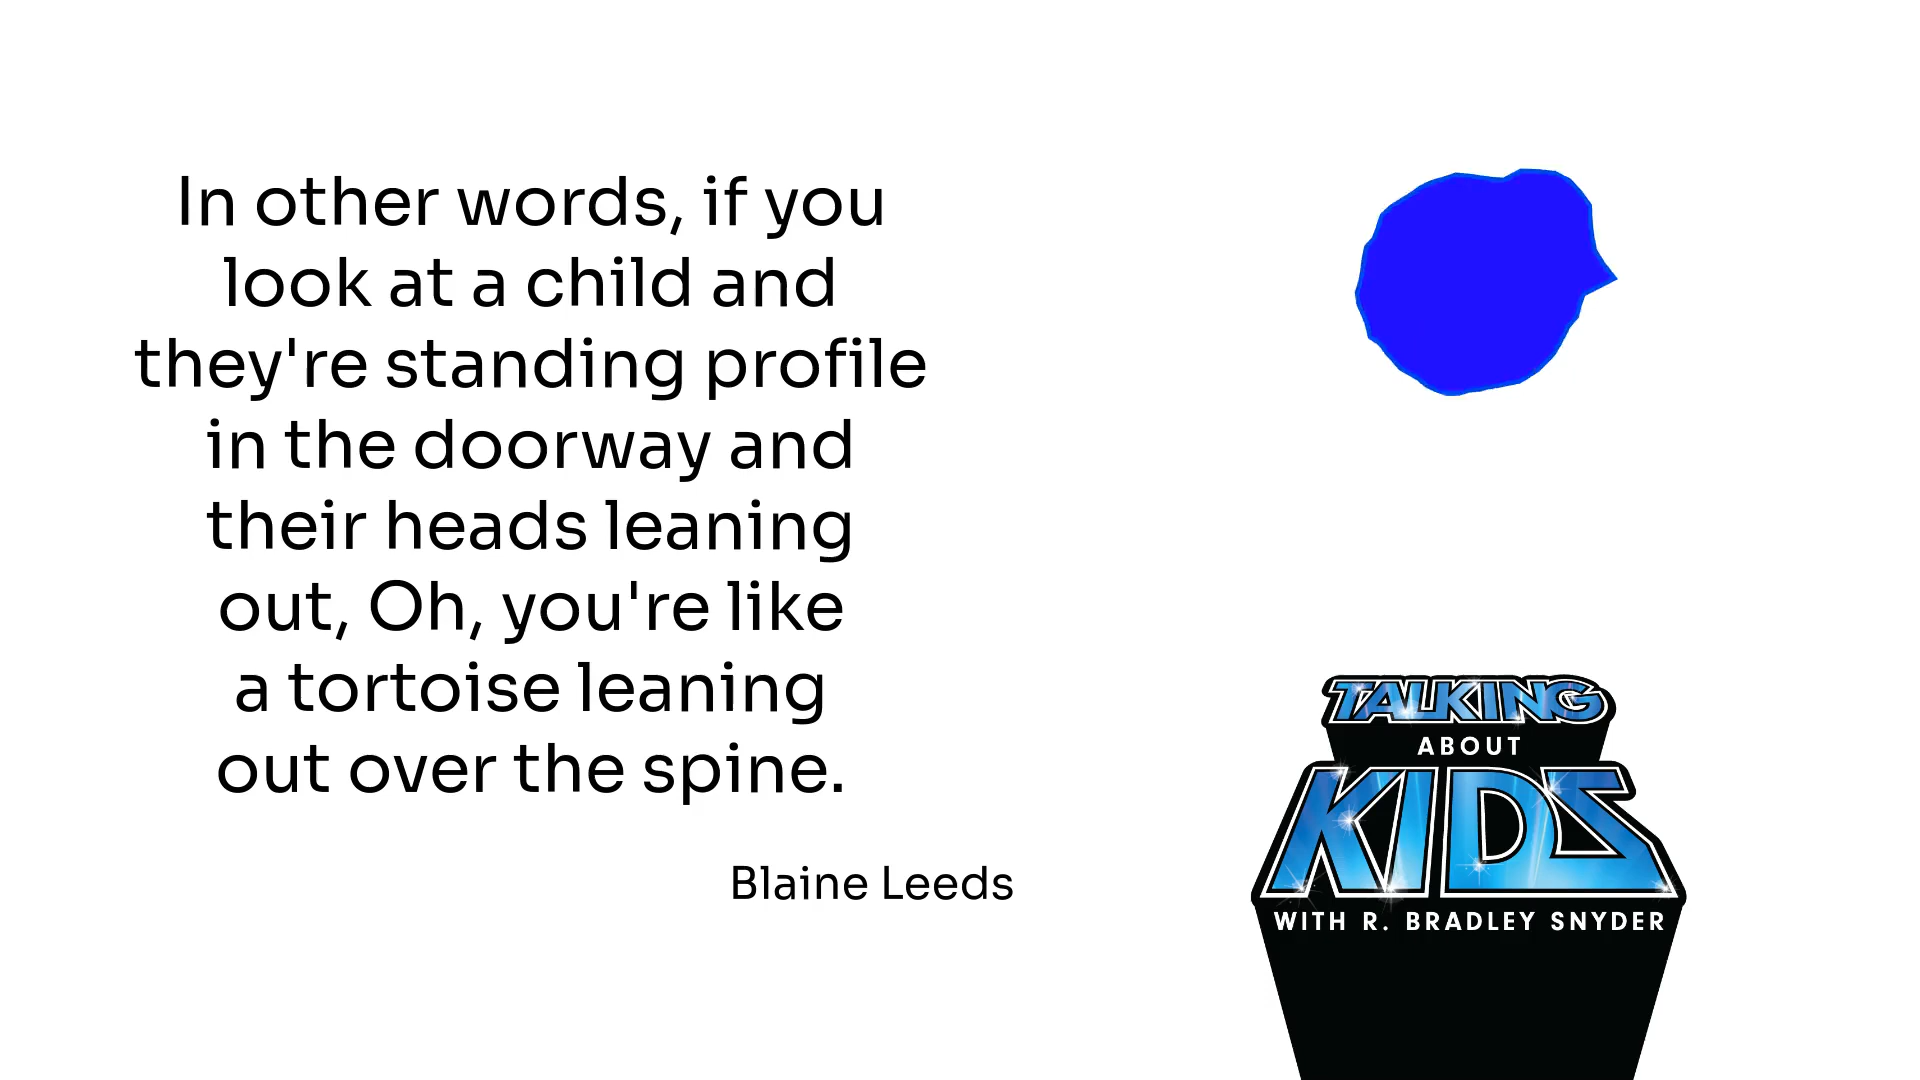 In other words, if you
look at a child and
they're standing profile
in the doorway and
their heads leaning
out, Oh, you're like
a tortoise leaning
out over the spine.
Blaine Leeds
TALKING
ABOUT
KIDS
WITH R. BRADLEY SNYDER